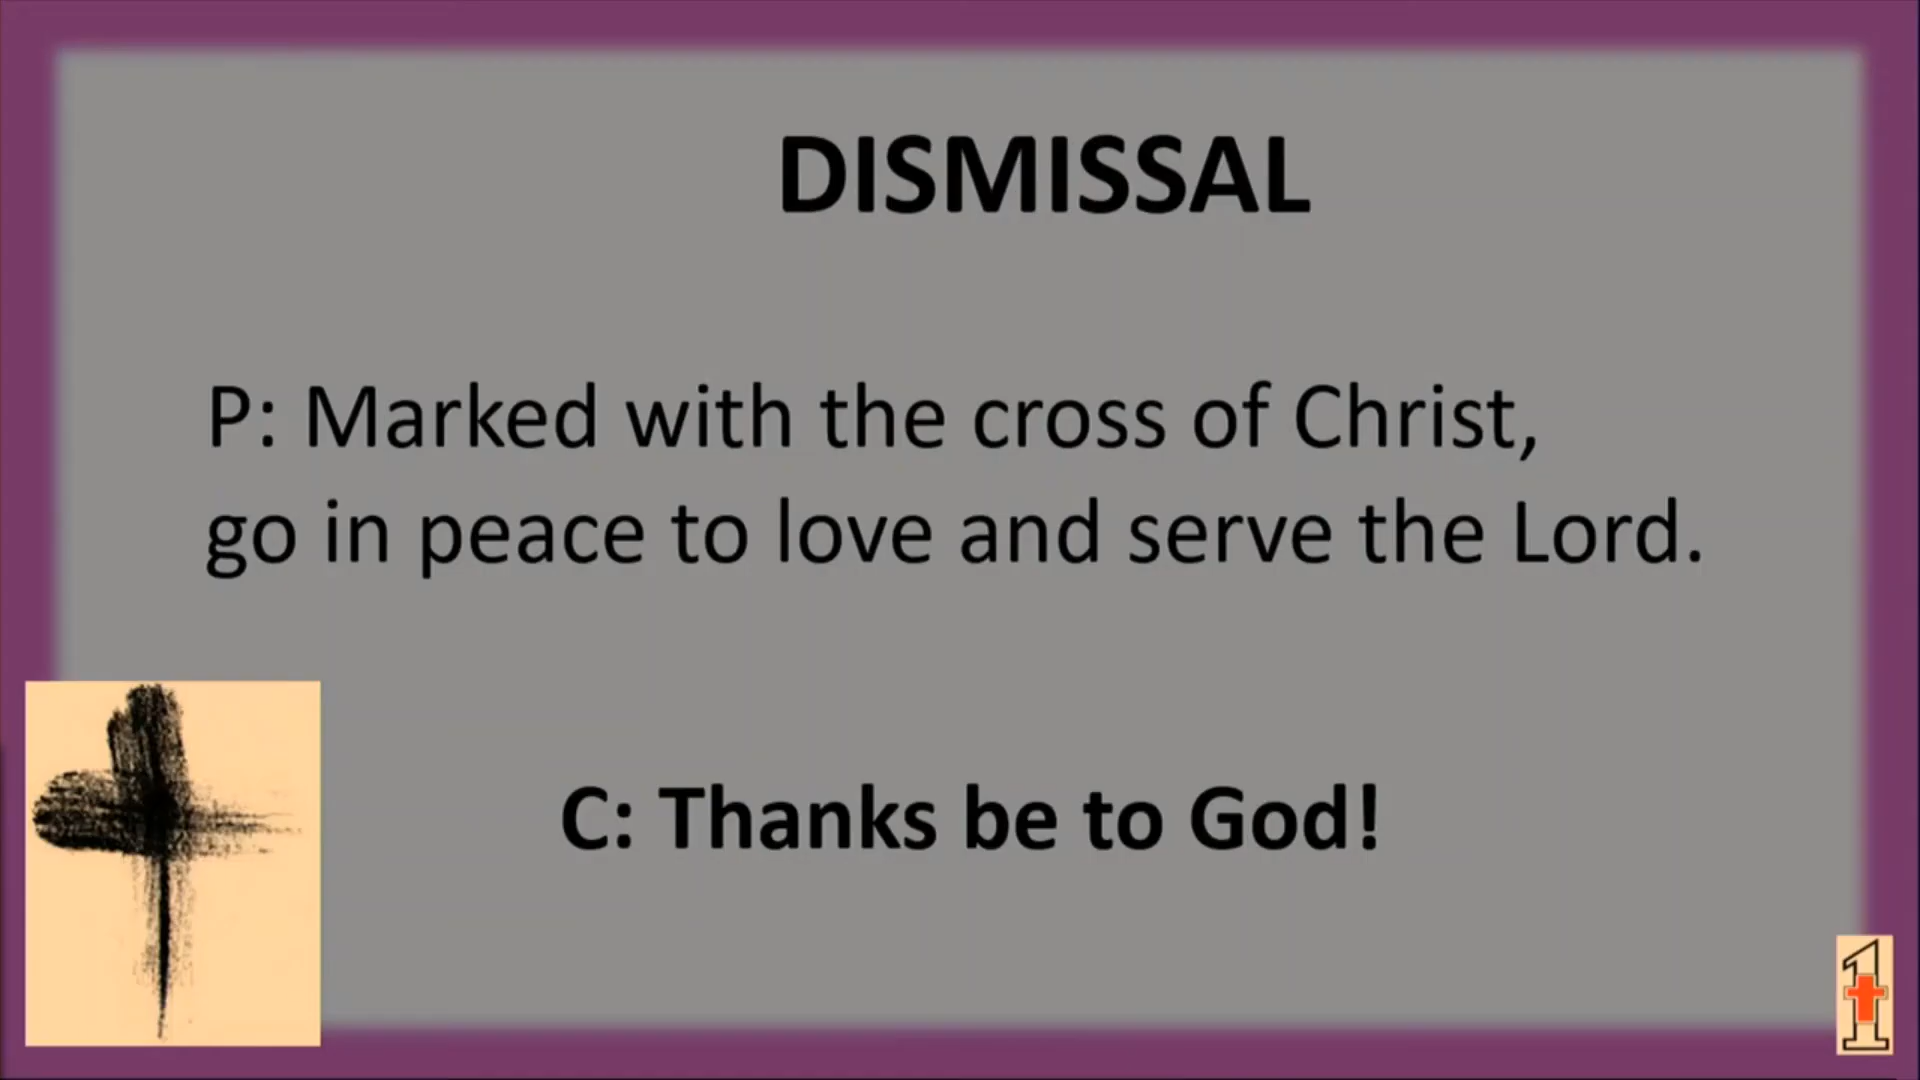 DISMISSAL
P: Marked with the cross of Christ,
go in peace to love and serve the Lord.
C: Thanks be to God!
1